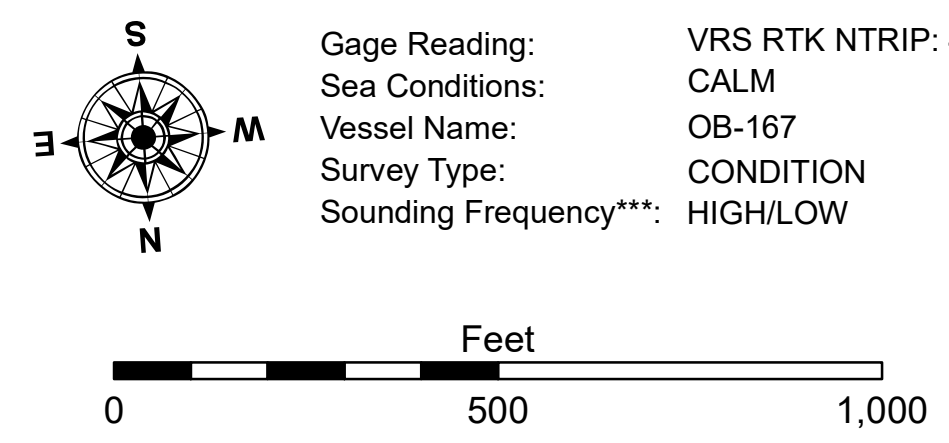 S
E
W
N
Gage Reading: VRS RTK NTRIP:
Sea Conditions: CALM
Vessel Name: OB-167
Survey Type: CONDITION
Sounding Frequency***: HIGH/LOW
Feet
0 500 1,000